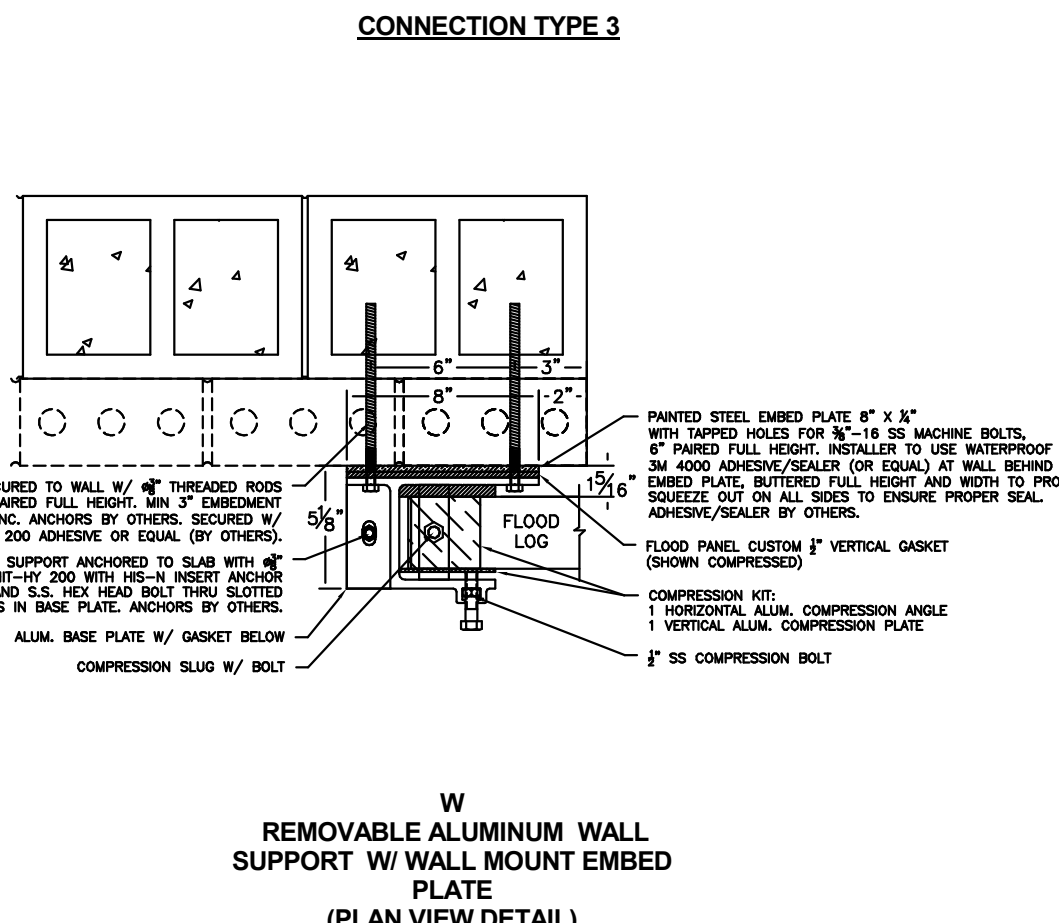 CONNECTION TYPE 3
6"
3"
8"
2"
PAINTED STEEL EMBED PLATE 8" X ¼"
WITH TAPPED HOLES FOR ⅜"-16 SS MACHINE BOLTS,
6" PAIRED FULL HEIGHT. INSTALLER TO USE WATERPROOF
3M 4000 ADHESIVE/SEALER (OR EQUAL) AT WALL BEHIND
EMBED PLATE, BUTTERED FULL HEIGHT AND WIDTH TO PRO
SQUEEZE OUT ON ALL SIDES TO ENSURE PROPER SEAL.
ADHESIVE/SEALER BY OTHERS.
1 5/16"
CURED TO WALL W/ THREADED RODS
AIRED FULL HEIGHT. MIN 3" EMBEDMENT
NC. ANCHORS BY OTHERS. SECURED W/
200 ADHESIVE OR EQUAL (BY OTHERS).
5⅛"
FLOOD
LOG
SUPPORT ANCHORED TO SLAB WITH
HIT-HY 200 WITH HIS-N INSERT ANCHOR
AND S.S. HEX HEAD BOLT THRU SLOTTED
S IN BASE PLATE. ANCHORS BY OTHERS.
FLOOD PANEL CUSTOM ½" VERTICAL GASKET
(SHOWN COMPRESSED)
COMPRESSION KIT:
1 HORIZONTAL ALUM. COMPRESSION ANGLE
1 VERTICAL ALUM. COMPRESSION PLATE
ALUM. BASE PLATE W/ GASKET BELOW
COMPRESSION SLUG W/ BOLT
½" SS COMPRESSION BOLT
W
REMOVABLE ALUMINUM WALL
SUPPORT W/ WALL MOUNT EMBED
PLATE
(PLAN VIEW DETAIL)